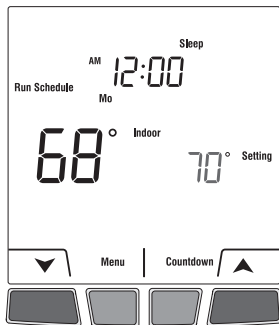 Sleep
AM 12:00
Run Schedule
Mo
68° Indoor
70° Setting
Menu Countdown